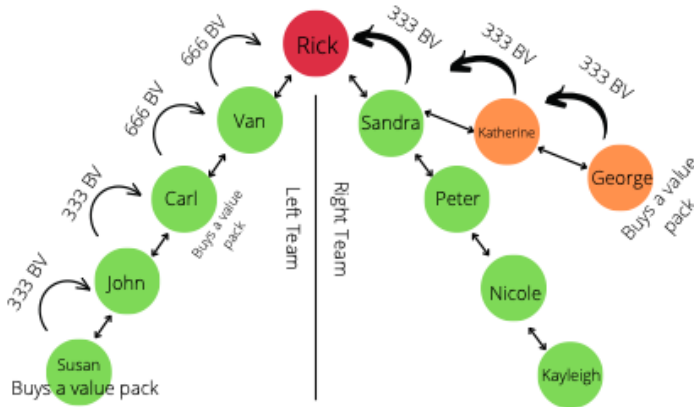 Rick
666 BV
333 BV
333 BV
333 BV
Van
Sandra
Katherine
George
Buys a value
pack
666 BV
Carl
Buys a value
pack
Left Team
Right Team
Peter
333 BV
John
Nicole
333 BV
Susan
Buys a value pack
Kayleigh